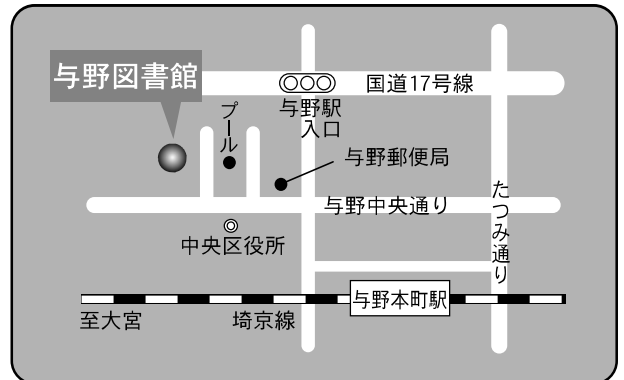 与野図書館
国道17号線
与野駅
入口
プール
与野郵便局
与野中央通り
たつみ通り
中央区役所
与野本町駅
至大宮
埼京線